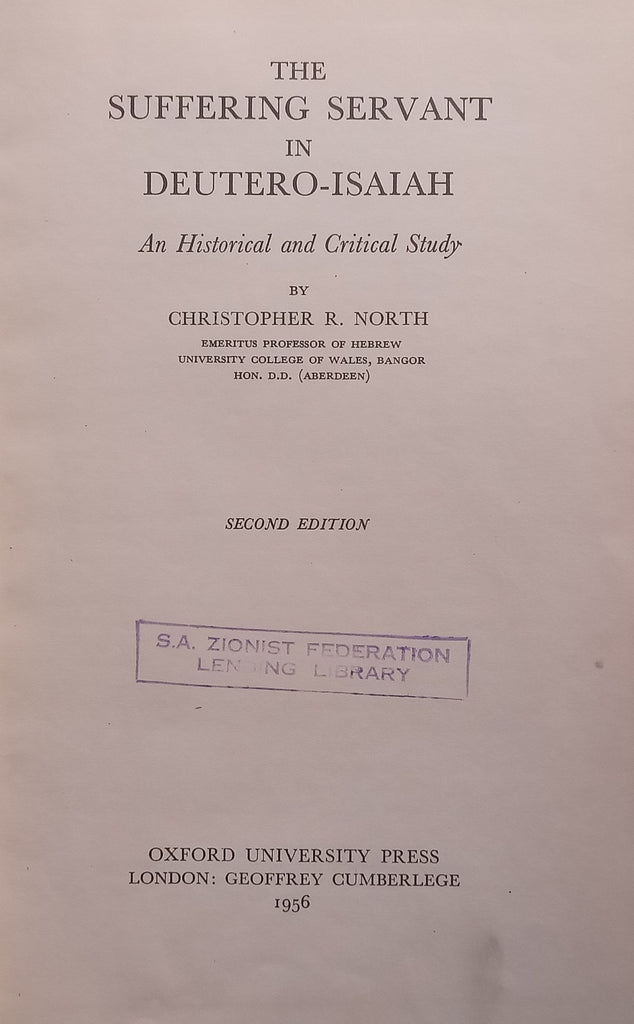 THE
SUFFERING SERVANT
IN
DEUTERO-ISAIAH
An Historical and Critical Study
BY
CHRISTOPHER R. NORTH
EMERITUS PROFESSOR OF HEBREW
UNIVERSITY COLLEGE OF WALES, BANGOR
HON. D.D. (ABERDEEN)
SECOND EDITION
S.A. ZIONIST FEDERATION
LENDING LIBRARY
OXFORD UNIVERSITY PRESS
LONDON: GEOFFREY CUMBERLEGE
1956